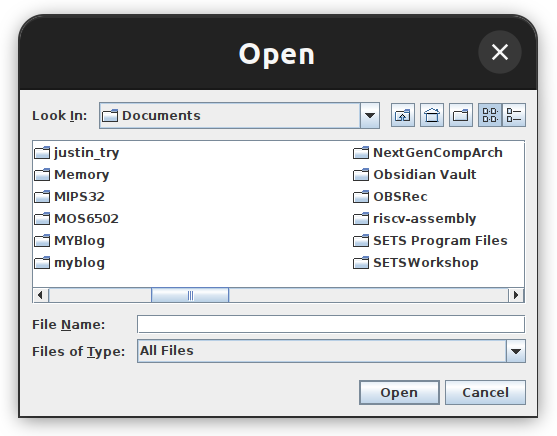 Open
Look In: Documents
justin_try NextGenCompArch
Memory Obsidian Vault
MIPS32 OBSRec
MOS6502 riscv-assembly
MYBlog SETS Program Files
myblog SETSWorkshop
File Name:
Files of Type: All Files
Open Cancel